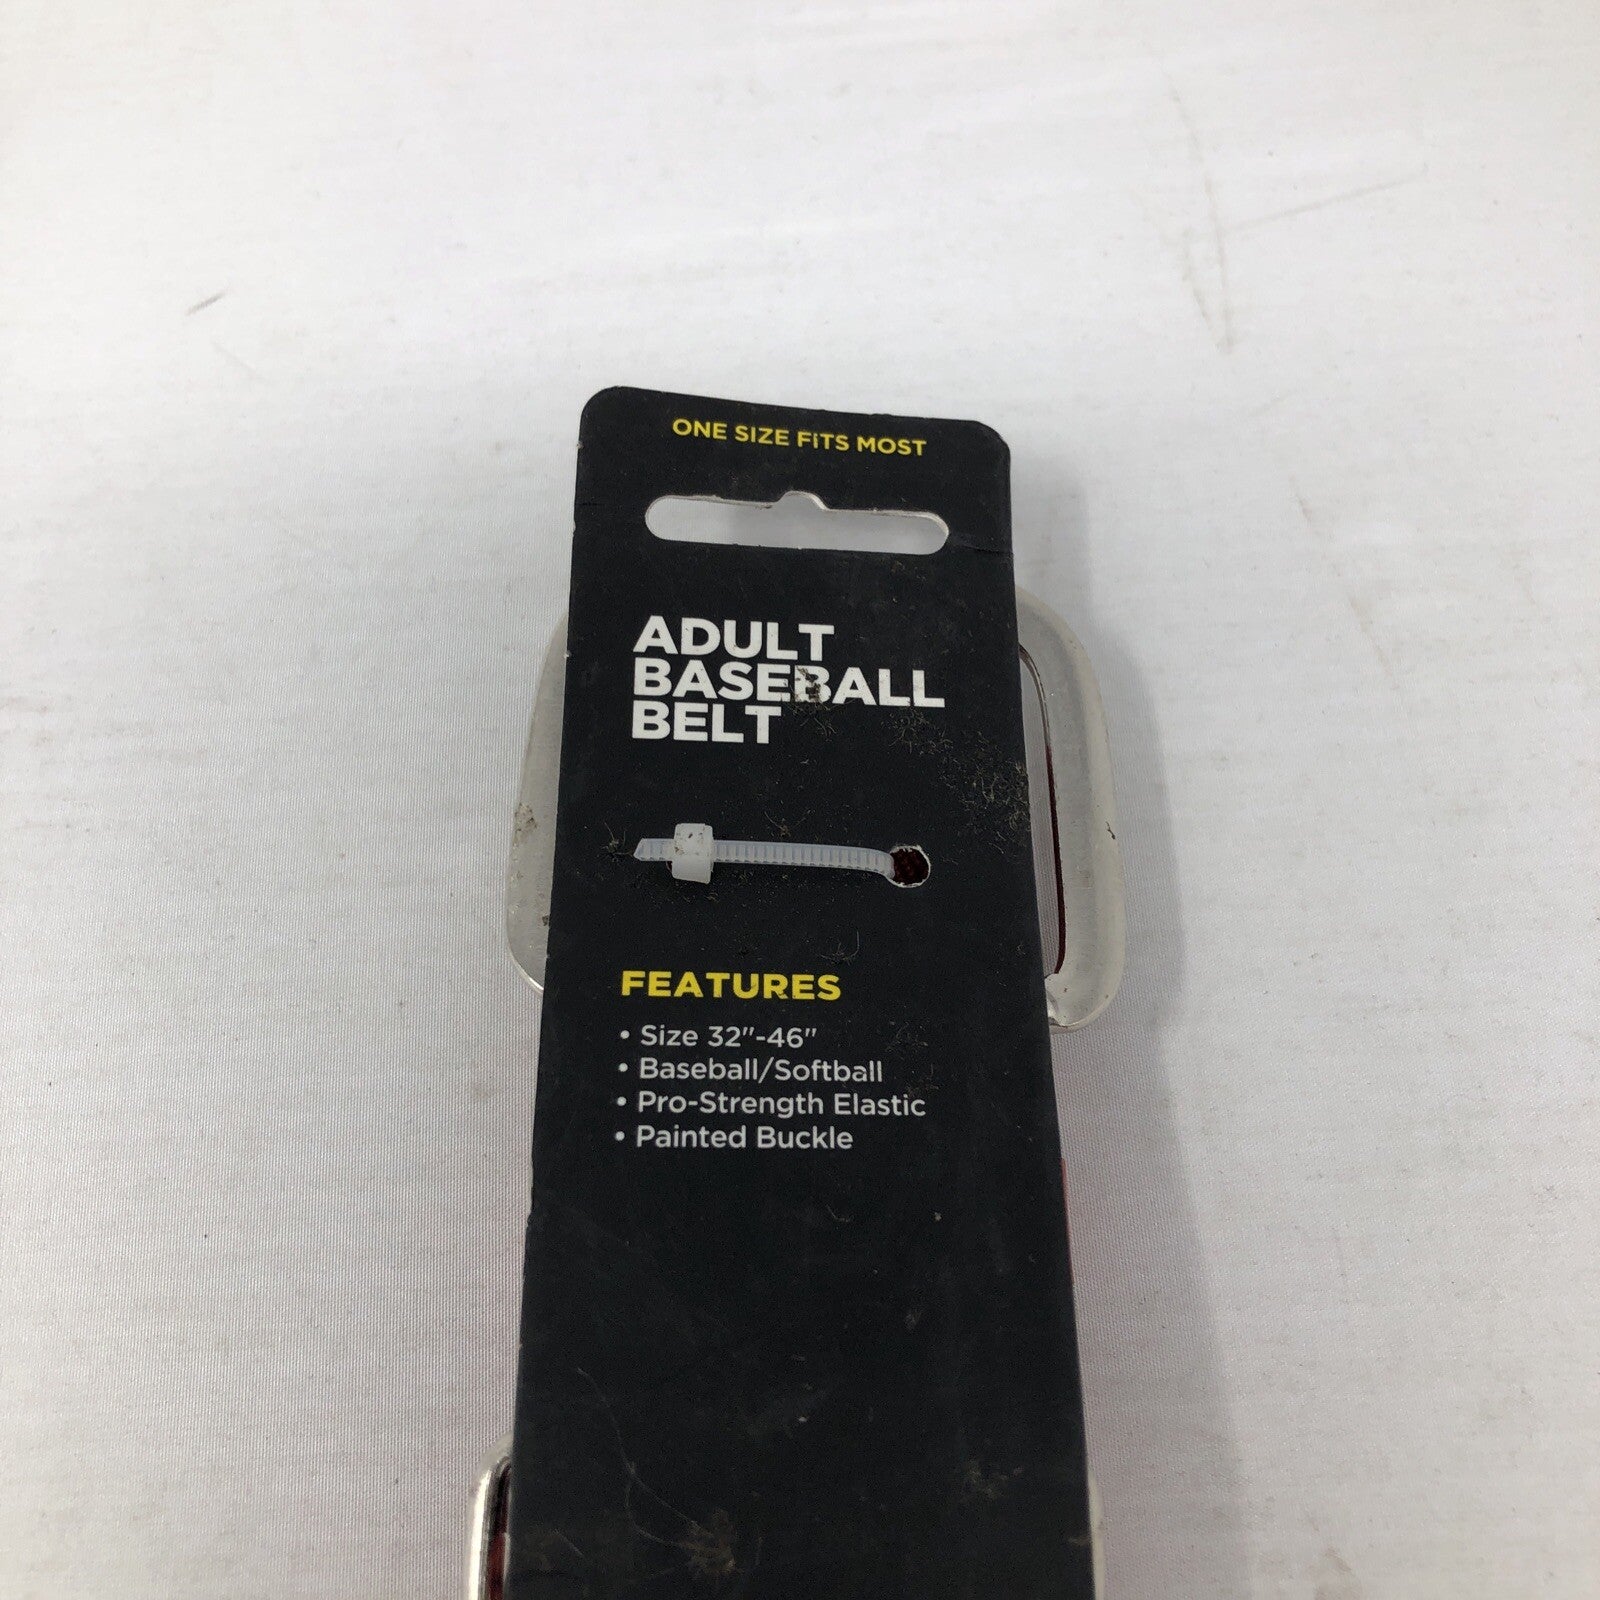 ONE SIZE FITS MOST
ADULT
BASEBALL
BELT
FEATURES
• Size 32"-46"
• Baseball/Softball
• Pro-Strength Elastic
• Painted Buckle